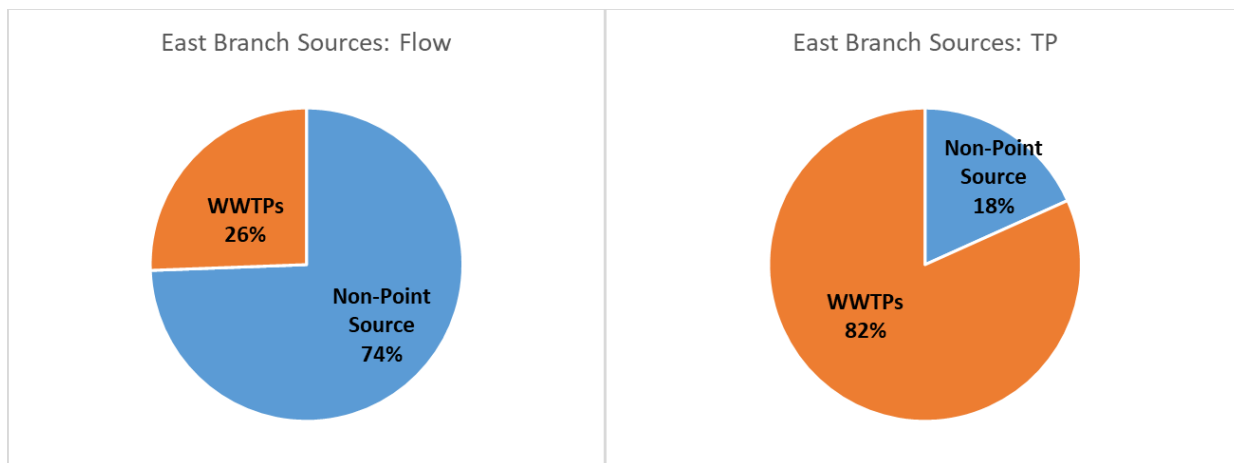 East Branch Sources: Flow
WWTPs
26%
Non-Point
Source
74%
East Branch Sources: TP
Non-Point
Source
18%
WWTPs
82%